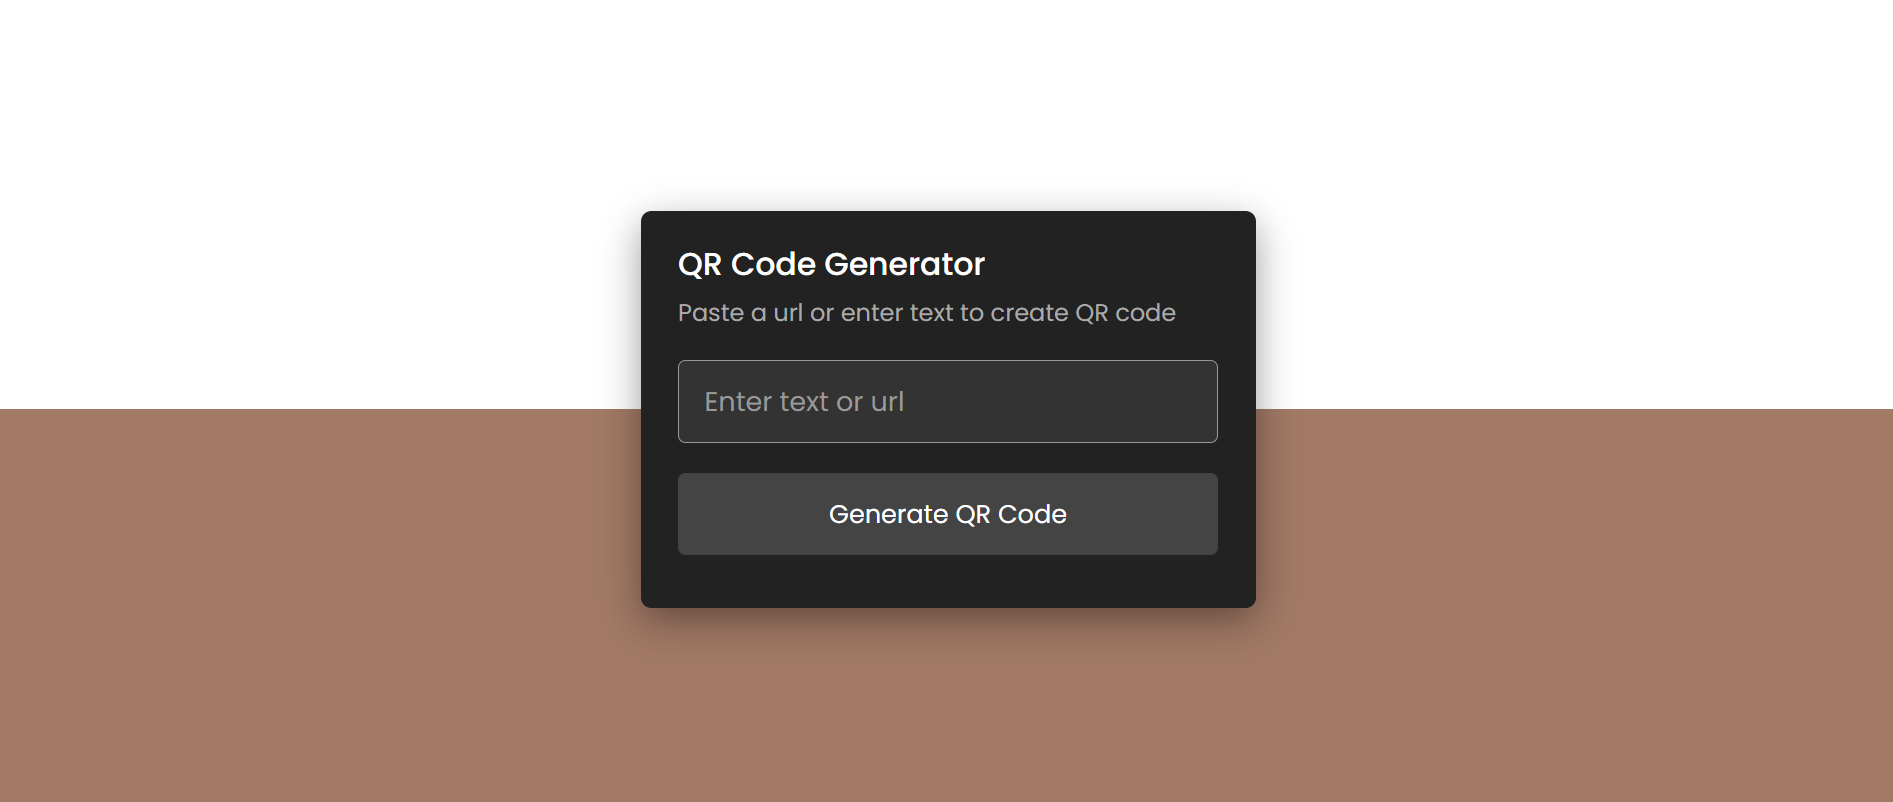 QR Code Generator
Paste a url or enter text to create QR code
Enter text or url
Generate QR Code